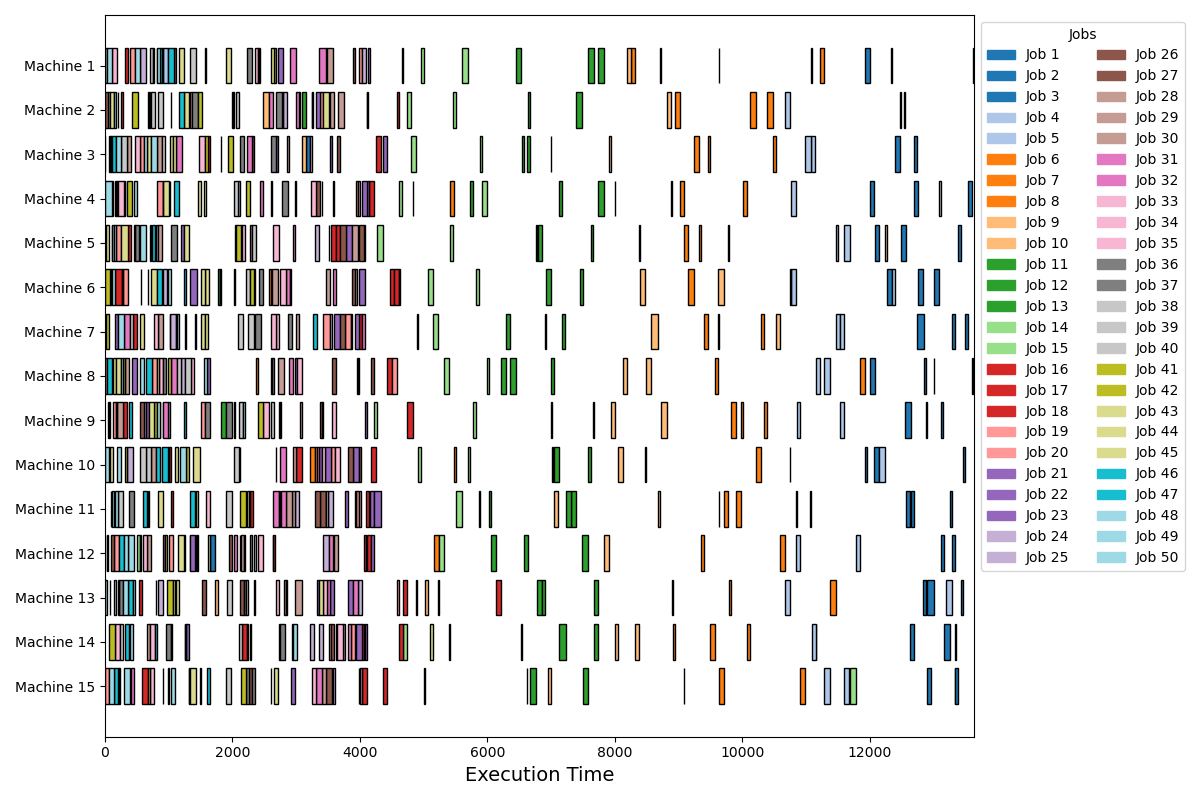 Machine 1
Machine 2
Machine 3
Machine 4
Machine 5
Machine 6
Machine 7
Machine 8
Machine 9
Machine 10
Machine 11
Machine 12
Machine 13
Machine 14
Machine 15
0 2000 4000 6000 8000 10000 12000
Execution Time
Jobs
Job 1 Job 26
Job 2 Job 27
Job 3 Job 28
Job 4 Job 29
Job 5 Job 30
Job 6 Job 31
Job 7 Job 32
Job 8 Job 33
Job 9 Job 34
Job 10 Job 35
Job 11 Job 36
Job 12 Job 37
Job 13 Job 38
Job 14 Job 39
Job 15 Job 40
Job 16 Job 41
Job 17 Job 42
Job 18 Job 43
Job 19 Job 44
Job 20 Job 45
Job 21 Job 46
Job 22 Job 47
Job 23 Job 48
Job 24 Job 49
Job 25 Job 50